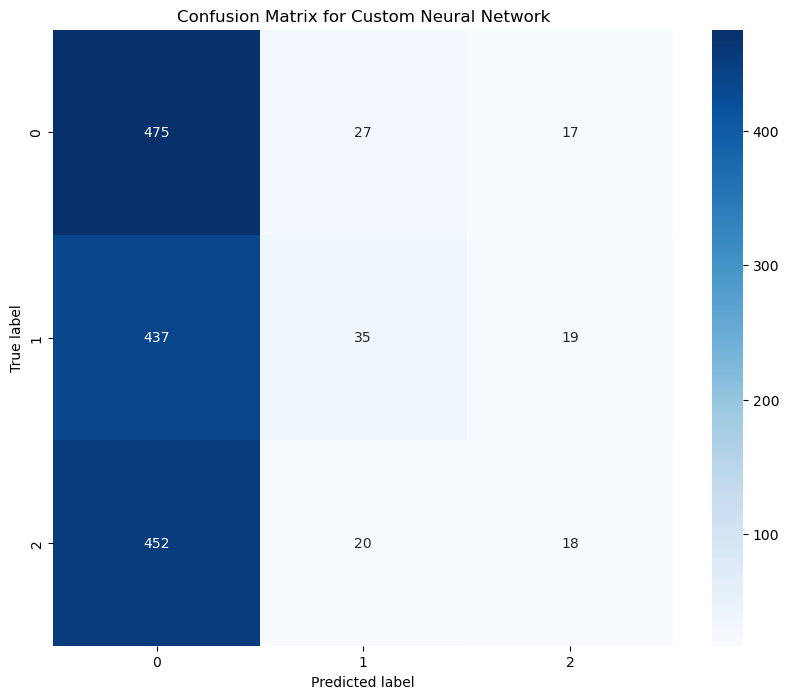 Confusion Matrix for Custom Neural Network
0 475 27 17
400
300
True label
1 437 35 19
200
2 452 20 18
100
0 1 2
Predicted label